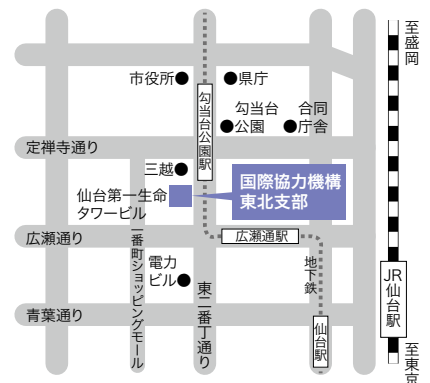 至盛岡
市役所
県庁
勾当台公園駅
勾当台
公園
合同
庁舎
定禅寺通り
三越
国際協力機構
東北支部
仙台第一生命
タワービル
広瀬通り
広瀬通駅
一番町ショッピングモール
電力
ビル
東二番丁通り
地下鉄
JR
仙台駅
青葉通り
仙台駅
至東京